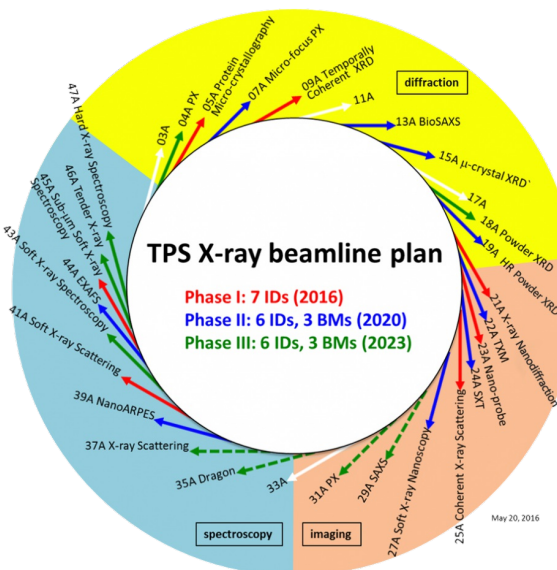 diffraction
03A
04A PX
05A Protein
Micro-crystallography
07A Micro-focus PX
09A Temporally
Coherent XRD
11A
13A BioSAXS
15A μ-crystal XRD`
17A
18A Powder XRD
19A HR Powder XRD
TPS X-ray beamline plan
Phase I: 7 IDs (2016)
Phase II: 6 IDs, 3 BMs (2020)
Phase III: 6 IDs, 3 BMs (2023)
21A X-ray Nanodiffraction
22A TXM
23A Nano-probe
24A SXT
25A Coherent X-ray Scattering
27A Soft X-ray Nanoscopy
29A SAXS
31A PX
33A
35A Dragon
37A X-ray Scattering
39A NanoARPES
41A Soft X-ray Scattering
43A Soft X-ray Spectroscopy
44A EXAFS
45A Sub-μm Soft X-ray
Spectroscopy
46A Tender X-ray
47A Hard X-ray Spectroscopy
spectroscopy
imaging
May 20, 2016